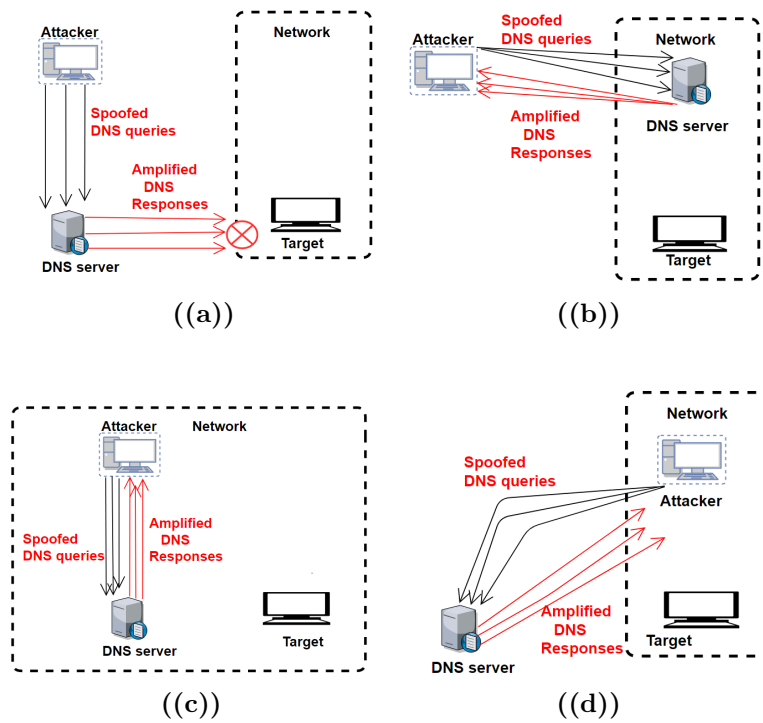 Attacker
Network
Spoofed
DNS queries
Amplified
DNS
Responses
DNS server
Target
((a))
Spoofed
DNS queries
Attacker
Network
Amplified
DNS
Responses
DNS server
Target
((b))
Attacker
Network
Spoofed
DNS queries
Amplified
DNS
Responses
DNS server
Target
((c))
Network
Spoofed
DNS queries
Attacker
Amplified
DNS
Responses
DNS server
Target
((d))